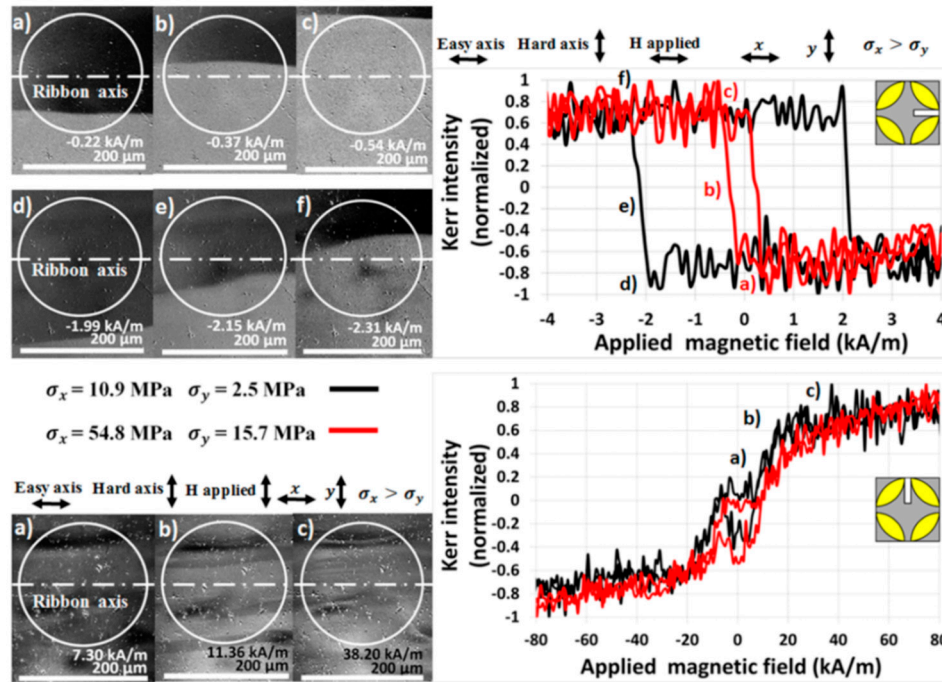 a)
b)
c)
Ribbon axis
-0.22 kA/m
200 µm
-0.37 kA/m
200 µm
-0.54 kA/m
200 µm
d)
e)
f)
Ribbon axis
-1.99 kA/m
200 µm
-2.15 kA/m
200 µm
-2.31 kA/m
200 µm
Easy axis Hard axis H applied x y σx > σy
Kerr intensity
(normalized)
1
0.8
0.6
0.4
0.2
0
-0.2
-0.4
-0.6
-0.8
-1
f)
c)
b)
e)
d)
a)
-4 -3 -2 -1 0 1 2 3 4
Applied magnetic field (kA/m)
σx = 10.9 MPa σy = 2.5 MPa
σx = 54.8 MPa σy = 15.7 MPa
Easy axis Hard axis H applied x y σx > σy
a)
b)
c)
Ribbon axis
7.30 kA/m
200 µm
11.36 kA/m
200 µm
38.20 kA/m
200 µm
Kerr intensity
(normalized)
1
0.8
0.6
0.4
0.2
0
-0.2
-0.4
-0.6
-0.8
-1
c)
b)
a)
-80 -60 -40 -20 0 20 40 60 80
Applied magnetic field (kA/m)